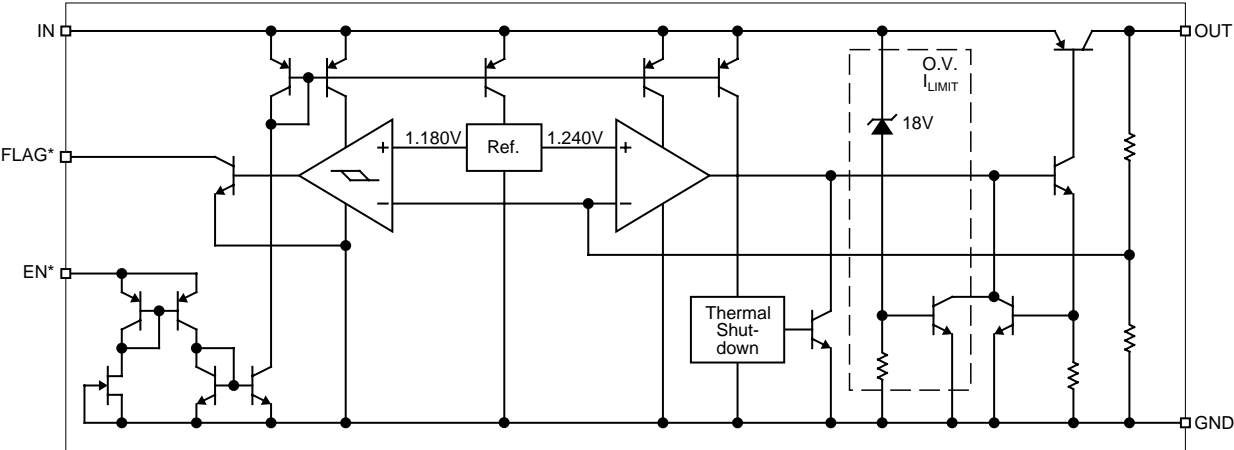 IN
OUT
O.V.
ILIMIT
18V
FLAG*
1.180V
Ref.
1.240V
+
+
−
−
EN*
Thermal
Shut-
down
GND